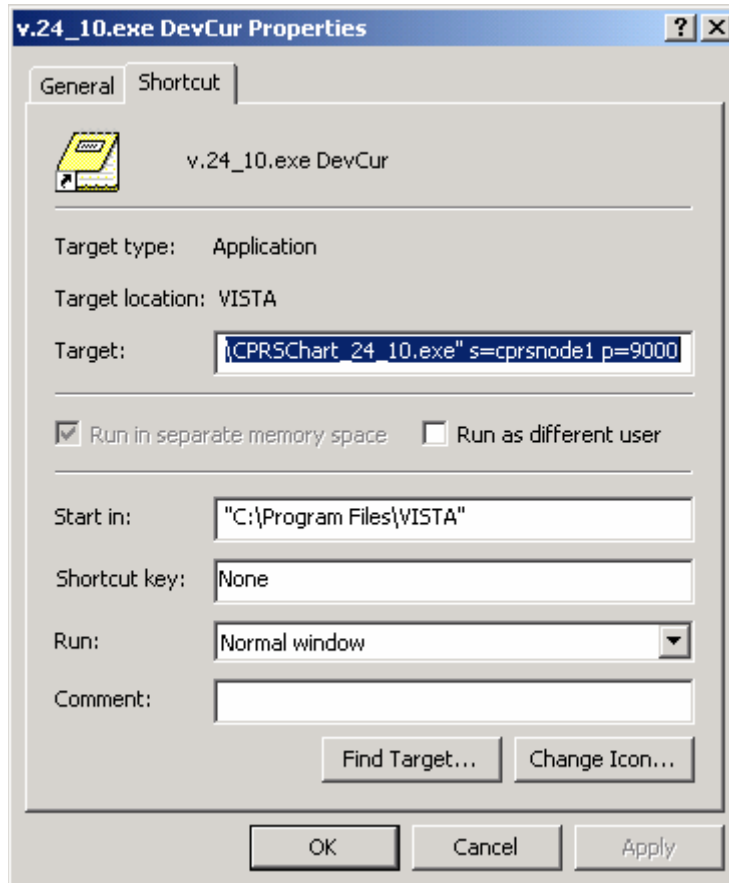 v.24_10.exe DevCur Properties
General Shortcut
v.24_10.exe DevCur
Target type: Application
Target location: VISTA
Target: \CPRSChart_24_10.exe" s=cprsnode1 p=9000
Run in separate memory space Run as different user
Start in: "C:\Program Files\VISTA"
Shortcut key: None
Run: Normal window
Comment:
Find Target... Change Icon...
OK Cancel Apply